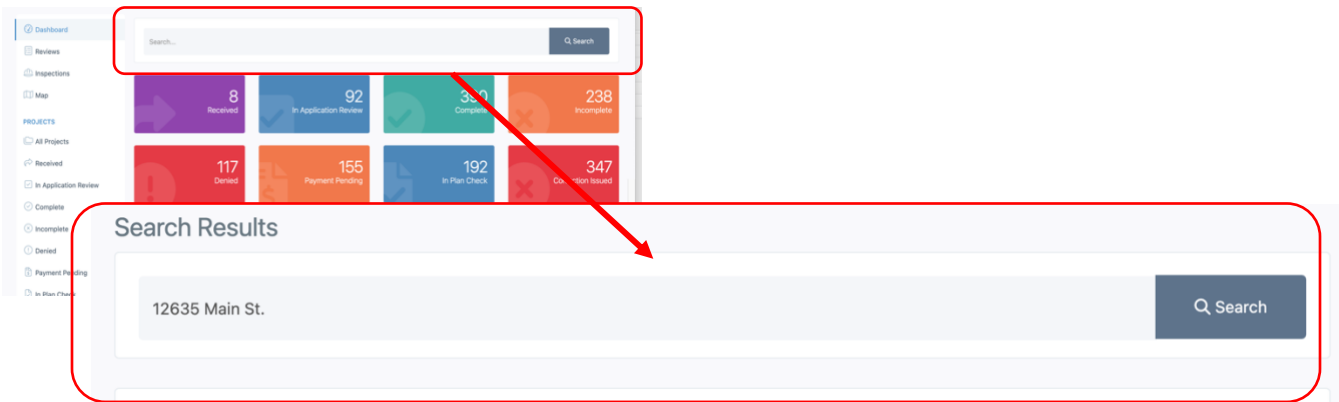 Dashboard
Reviews
Inspections
Map
PROJECTS
All Projects
Received
In Application Review
Complete
Incomplete
Denied
Payment Pending
In Plan Check
Search...
Search
8
Received
92
In Application Review
Complete
238
Incomplete
117
Denied
155
Payment Pending
192
In Plan Check
347
Correction Issued
Search Results
12635 Main St.
Search